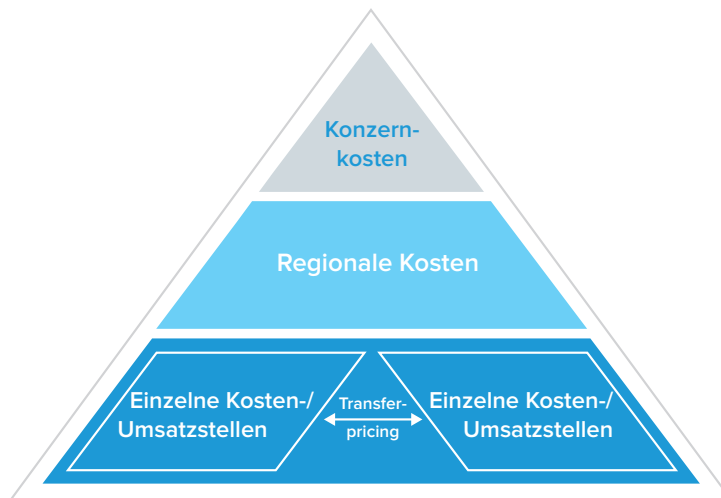 Konzern-
kosten
Regionale Kosten
Einzelne Kosten-/
Umsatzstellen
Transfer-
pricing
Einzelne Kosten-/
Umsatzstellen